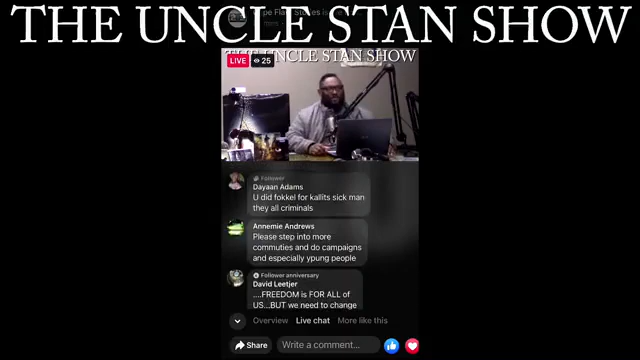 THE UNCLE STAN SHOW
THE UNCLE STAN SHOW
LIVE 25
Follower
Dayaan Adams
U did fokkel for kallits sick man
they all criminals
Annemie Andrews
Please step into more
commuties and do campaigns
and especially ypung people
Follower anniversary
David Leetjer
....FREEDOM is FOR ALL of
US...BUT we need to change
Overview Live chat More like this
Share Write a comment...